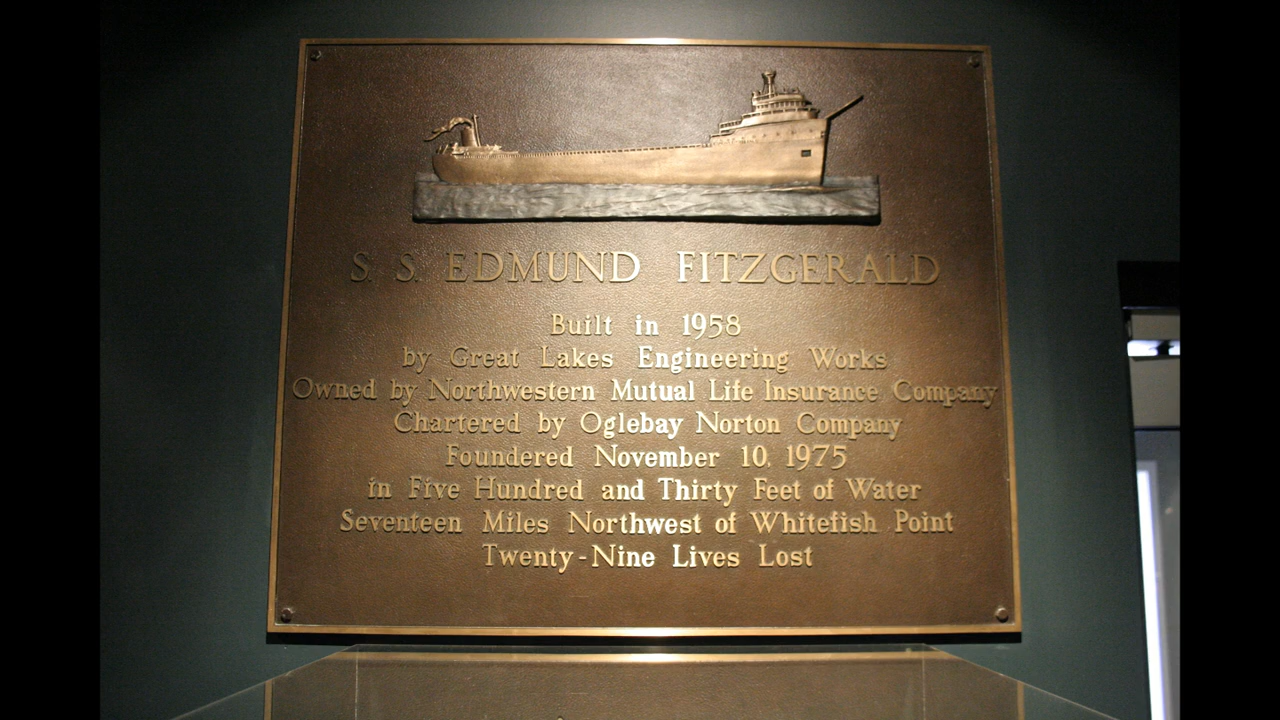 S. S. EDMUND FITZGERALD
Built in 1958
by Great Lakes Engineering Works
Owned by Northwestern Mutual Life Insurance Company
Chartered by Oglebay Norton Company
Foundered November 10, 1975
in Five Hundred and Thirty Feet of Water
Seventeen Miles Northwest of Whitefish Point
Twenty-Nine Lives Lost